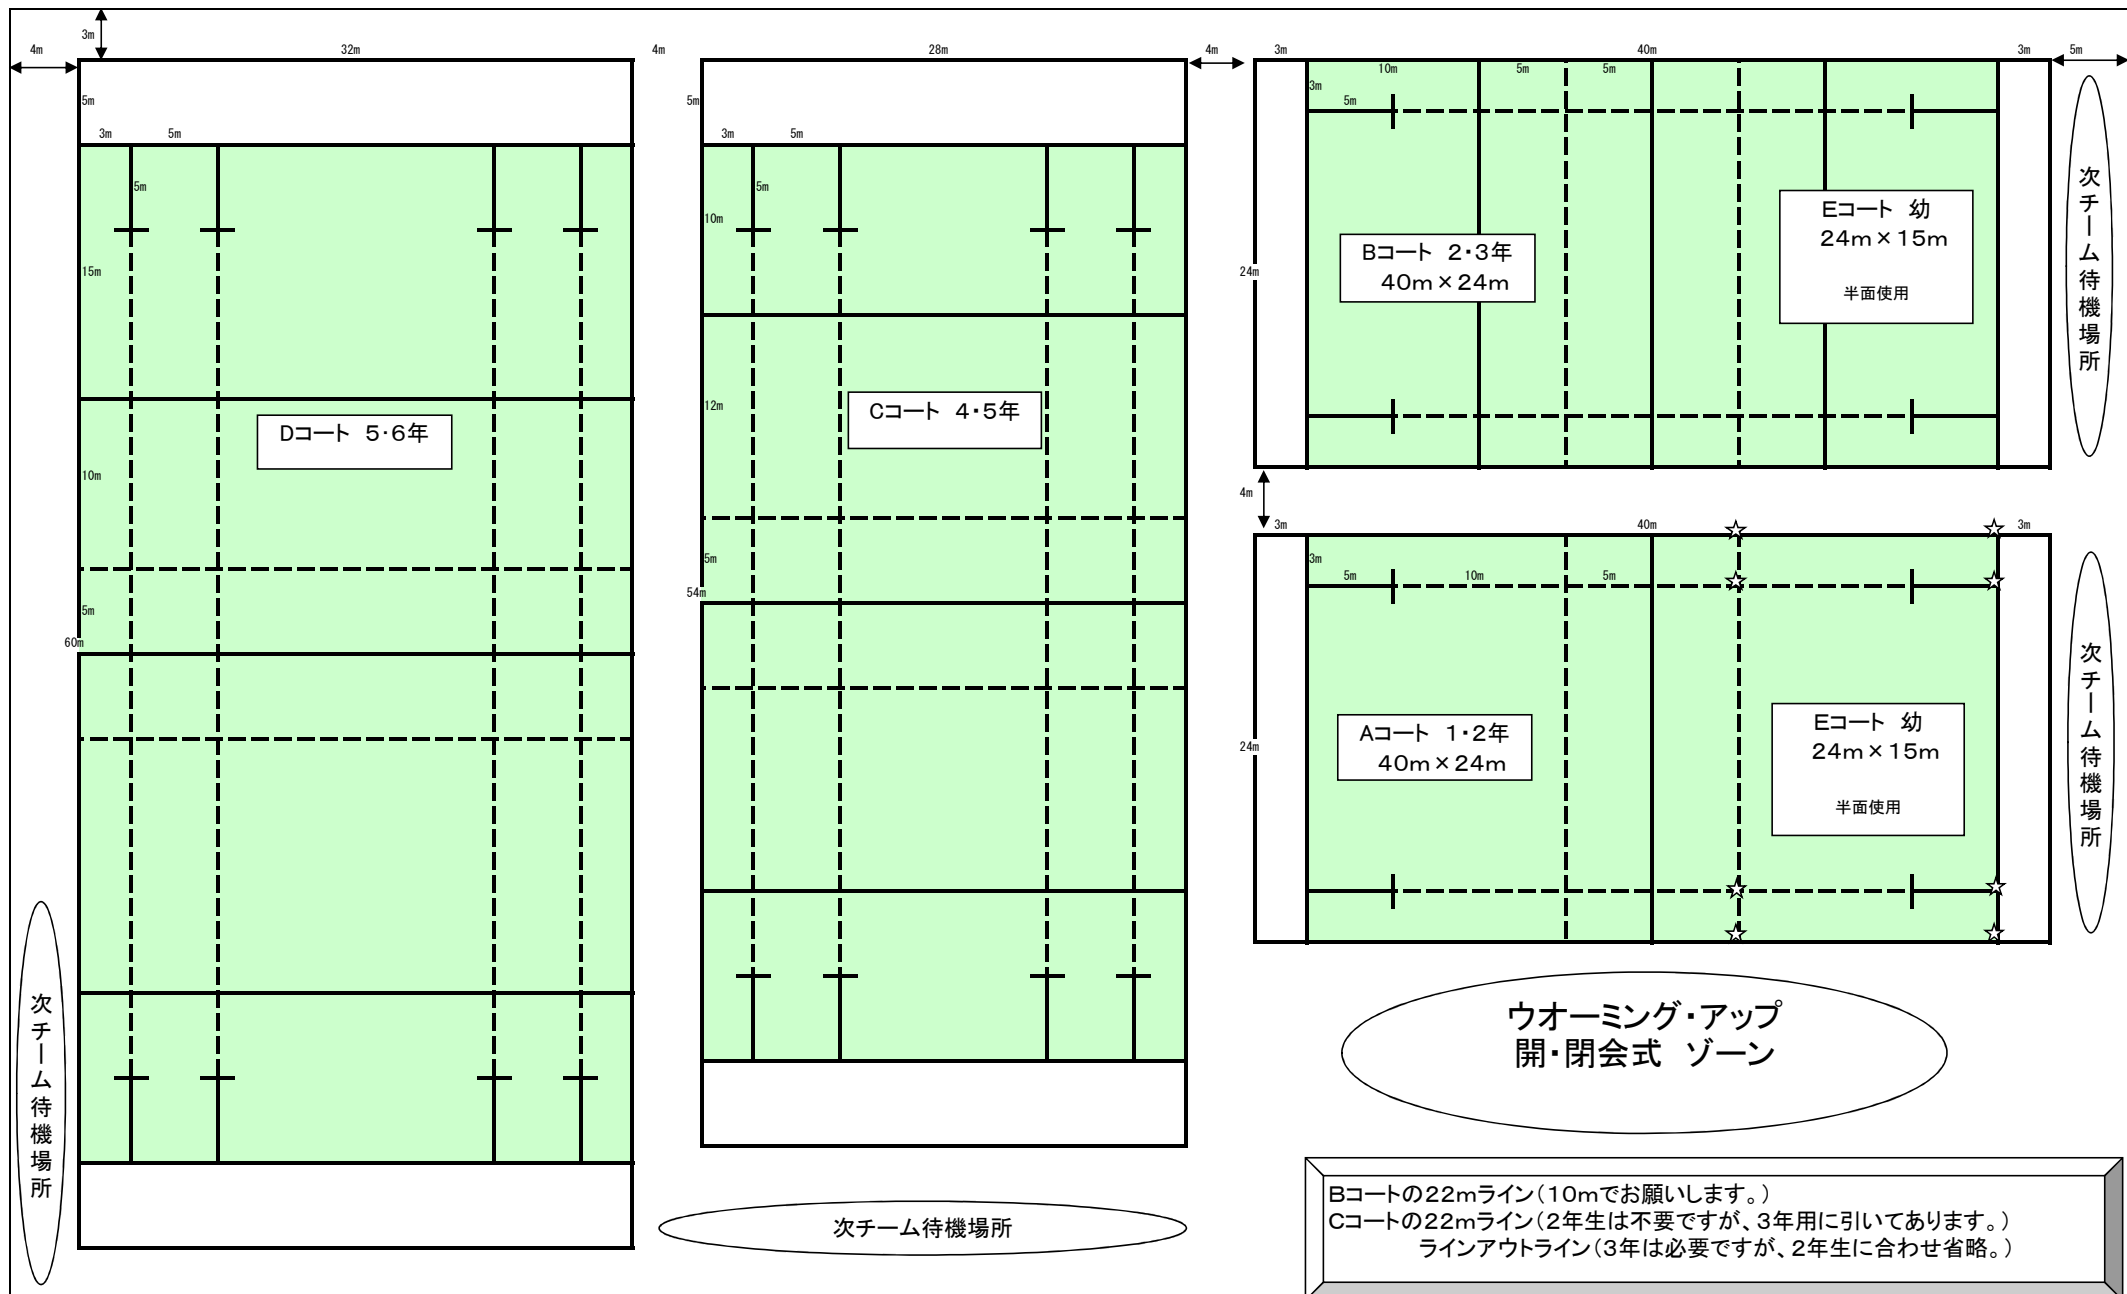 3m
4m
32m
4m
28m
4m
3m
40m
3m
5m
5m
3m
5m
5m
15m
10m
5m
60m
Dコート 5・6年
5m
3m
5m
5m
10m
12m
5m
54m
Cコート 4・5年
10m
5m
5m
3m
5m
24m
Bコート 2・3年
40m×24m
Eコート 幼
24m×15m
半面使用
次チーム待機場所
4m
3m
40m
3m
3m
5m
10m
5m
24m
Aコート 1・2年
40m×24m
Eコート 幼
24m×15m
半面使用
次チーム待機場所
次チーム待機場所
次チーム待機場所
ウオーミング・アップ
開・閉会式 ゾーン
Bコートの22mライン(10mでお願いします。)
Cコートの22mライン(2年生は不要ですが、3年用に引いてあります。)
ラインアウトライン(3年は必要ですが、2年生に合わせ省略。)